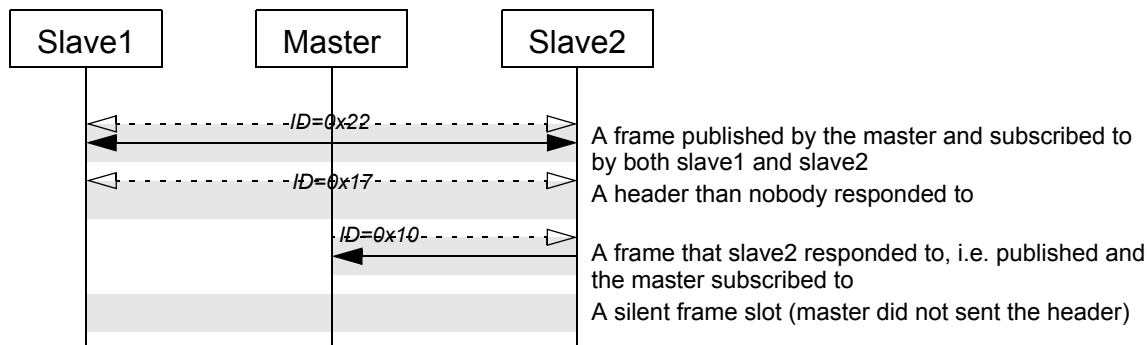 Slave1 Master Slave2
ID=0x22
A frame published by the master and subscribed to
by both slave1 and slave2
ID=0x17
A header than nobody responded to
ID=0x10
A frame that slave2 responded to, i.e. published and
the master subscribed to
A silent frame slot (master did not sent the header)